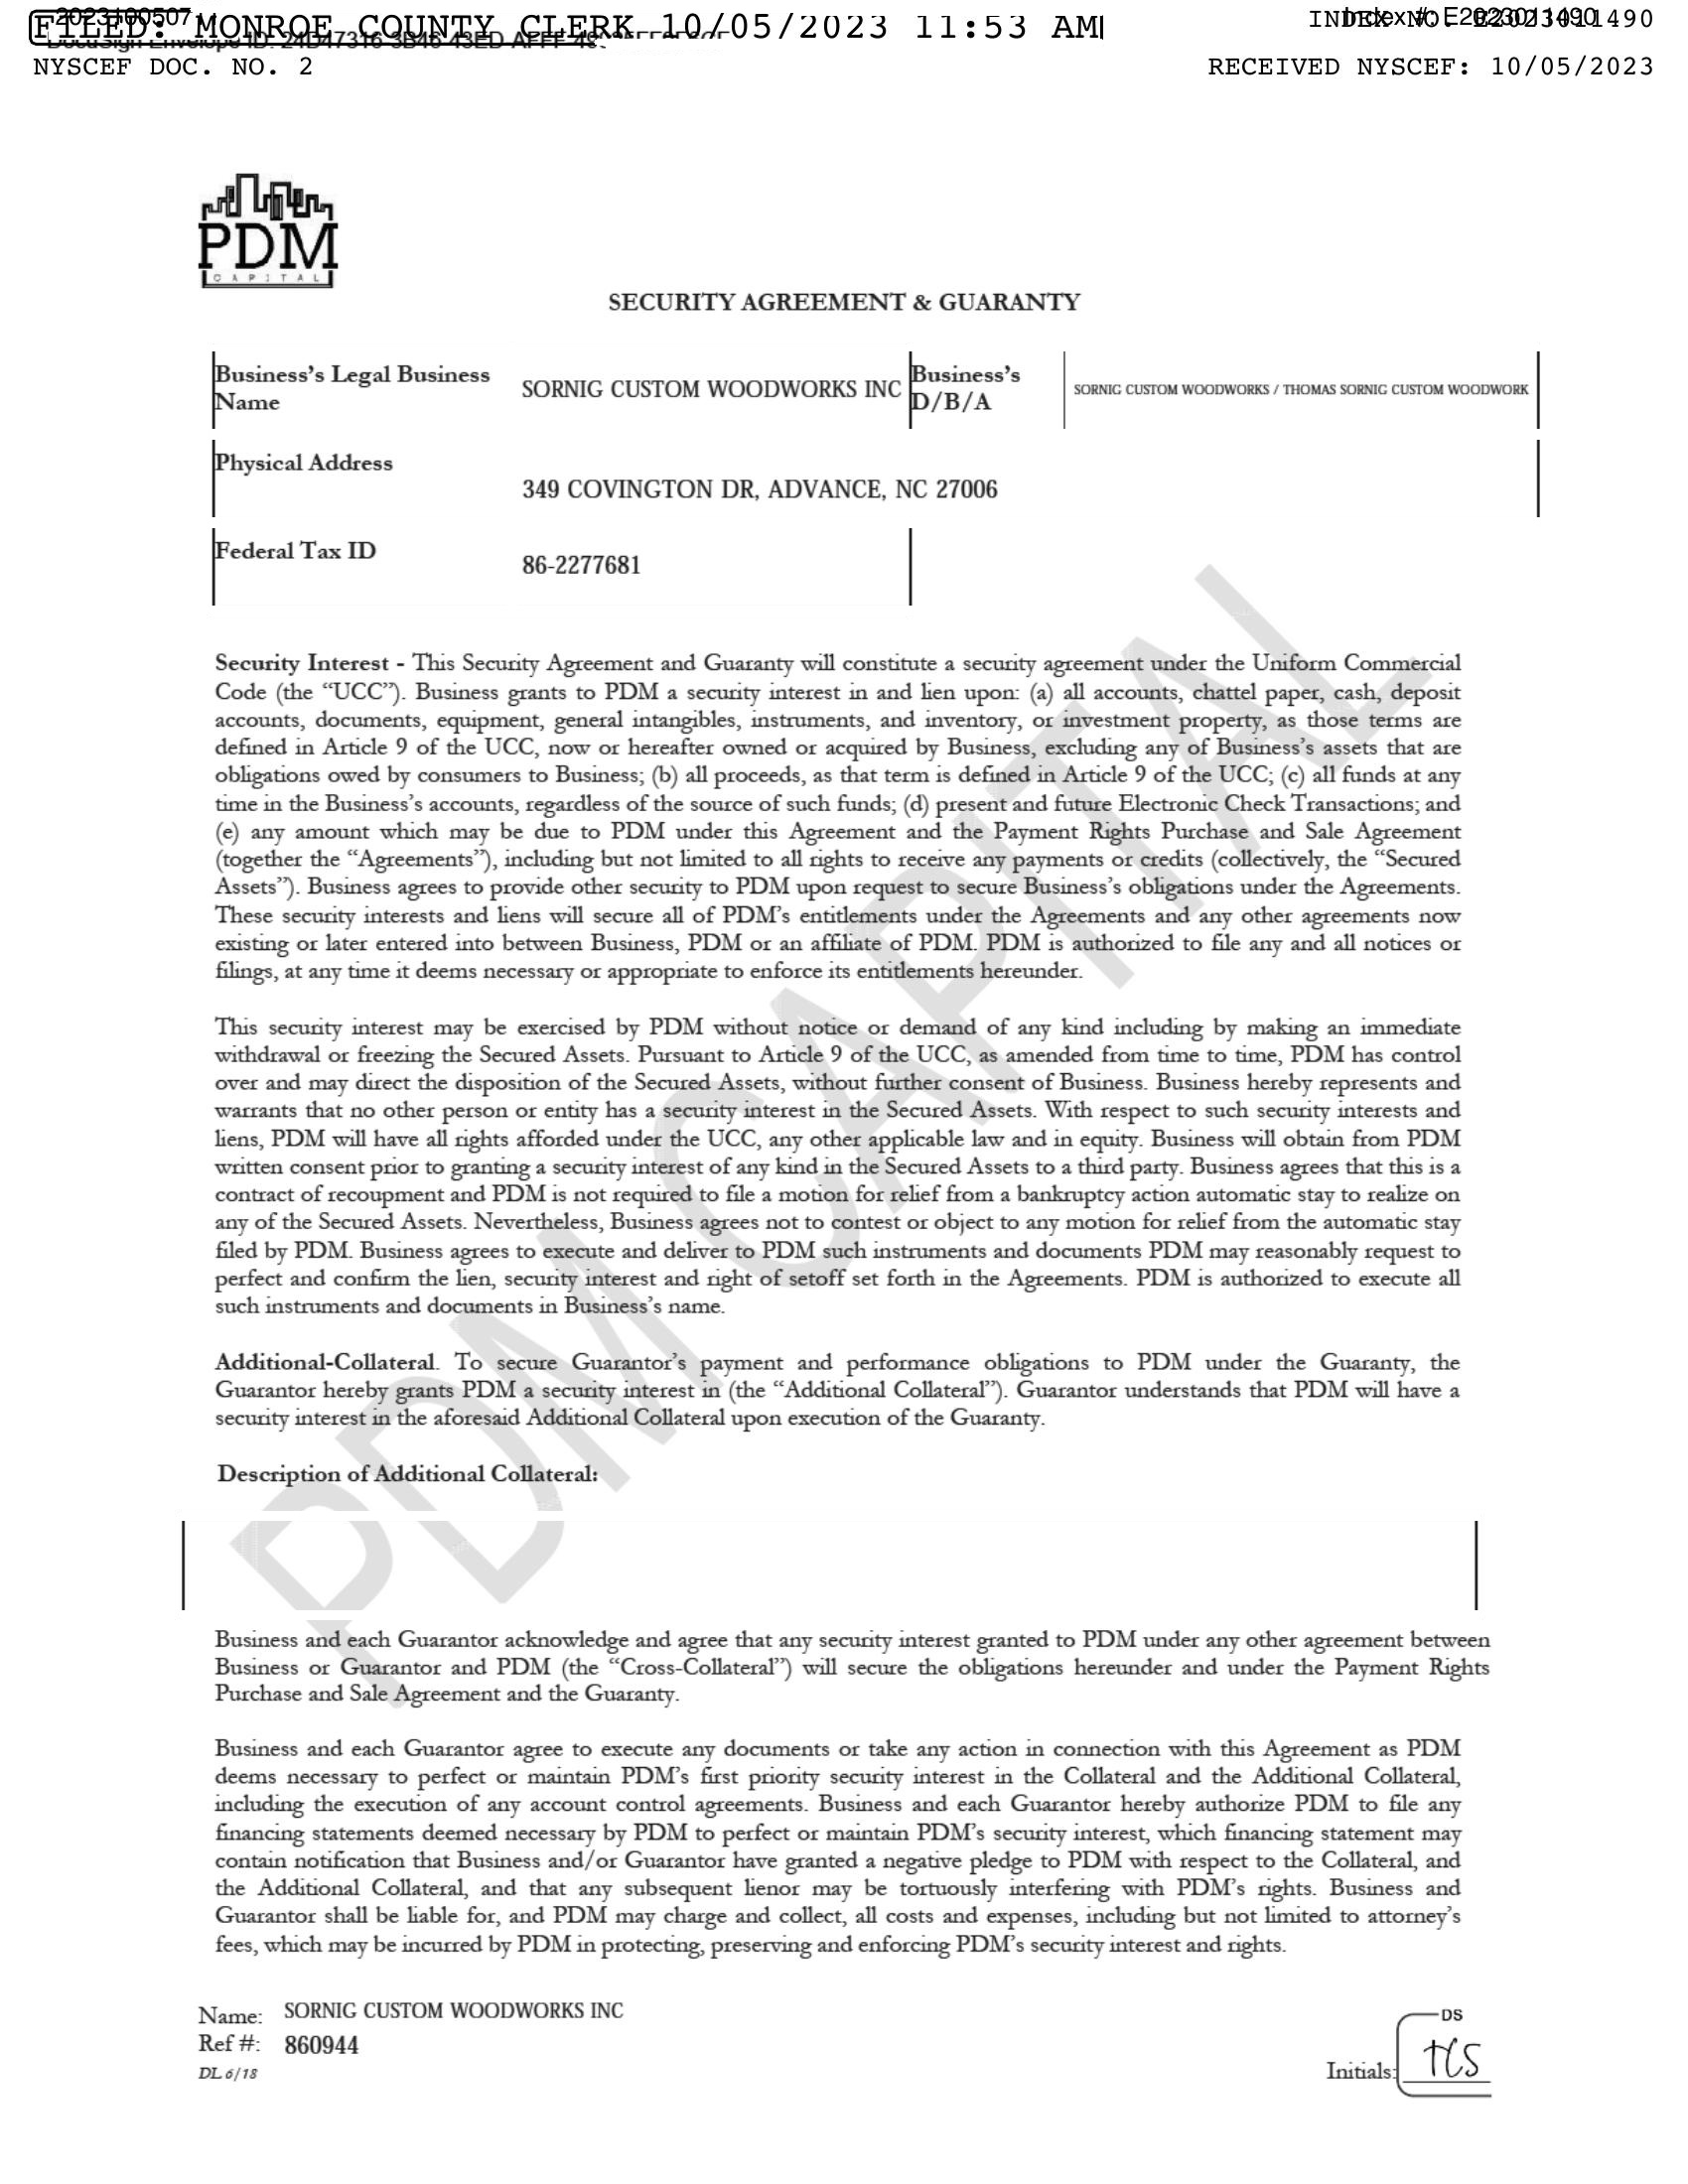 FILED: MONROE COUNTY CLERK 10/05/2023 11:53 AM
INDEX NO. E2023011490
NYSCEF DOC. NO. 2
RECEIVED NYSCEF: 10/05/2023
PDM
CAPITAL
SECURITY AGREEMENT & GUARANTY
Business's Legal Business Name
SORNIG CUSTOM WOODWORKS INC
Business's D/B/A
SORNIG CUSTOM WOODWORKS / THOMAS SORNIG CUSTOM WOODWORK
Physical Address
349 COVINGTON DR, ADVANCE, NC 27006
Federal Tax ID
86-2277681
Security Interest - This Security Agreement and Guaranty will constitute a security agreement under the Uniform Commercial
Code (the “UCC”). Business grants to PDM a security interest in and lien upon: (a) all accounts, chattel paper, cash, deposit
accounts, documents, equipment, general intangibles, instruments, and inventory, or investment property, as those terms are
defined in Article 9 of the UCC, now or hereafter owned or acquired by Business, excluding any of Business’s assets that are
obligations owed by consumers to Business; (b) all proceeds, as that term is defined in Article 9 of the UCC; (c) all funds at any
time in the Business’s accounts, regardless of the source of such funds; (d) present and future Electronic Check Transactions; and
(e) any amount which may be due to PDM under this Agreement and the Payment Rights Purchase and Sale Agreement
(together the “Agreements”), including but not limited to all rights to receive any payments or credits (collectively, the “Secured
Assets”). Business agrees to provide other security to PDM upon request to secure Business’s obligations under the Agreements.
These security interests and liens will secure all of PDM’s entitlements under the Agreements and any other agreements now
existing or later entered into between Business, PDM or an affiliate of PDM. PDM is authorized to file any and all notices or
filings, at any time it deems necessary or appropriate to enforce its entitlements hereunder.
This security interest may be exercised by PDM without notice or demand of any kind including by making an immediate
withdrawal or freezing the Secured Assets. Pursuant to Article 9 of the UCC, as amended from time to time, PDM has control
over and may direct the disposition of the Secured Assets, without further consent of Business. Business hereby represents and
warrants that no other person or entity has a security interest in the Secured Assets. With respect to such security interests and
liens, PDM will have all rights afforded under the UCC, any other applicable law and in equity. Business will obtain from PDM
written consent prior to granting a security interest of any kind in the Secured Assets to a third party. Business agrees that this is a
contract of recoupment and PDM is not required to file a motion for relief from a bankruptcy action automatic stay to realize on
any of the Secured Assets. Nevertheless, Business agrees not to contest or object to any motion for relief from the automatic stay
filed by PDM. Business agrees to execute and deliver to PDM such instruments and documents PDM may reasonably request to
perfect and confirm the lien, security interest and right of setoff set forth in the Agreements. PDM is authorized to execute all
such instruments and documents in Business’s name.
Additional-Collateral. To secure Guarantor’s payment and performance obligations to PDM under the Guaranty, the
Guarantor hereby grants PDM a security interest in (the “Additional Collateral”). Guarantor understands that PDM will have a
security interest in the aforesaid Additional Collateral upon execution of the Guaranty.
Description of Additional Collateral:
Business and each Guarantor acknowledge and agree that any security interest granted to PDM under any other agreement between
Business or Guarantor and PDM (the “Cross-Collateral”) will secure the obligations hereunder and under the Payment Rights
Purchase and Sale Agreement and the Guaranty.
Business and each Guarantor agree to execute any documents or take any action in connection with this Agreement as PDM
deems necessary to perfect or maintain PDM’s first priority security interest in the Collateral and the Additional Collateral,
including the execution of any account control agreements. Business and each Guarantor hereby authorize PDM to file any
financing statements deemed necessary by PDM to perfect or maintain PDM’s security interest, which financing statement may
contain notification that Business and/or Guarantor have granted a negative pledge to PDM with respect to the Collateral, and
the Additional Collateral, and that any subsequent lienor may be tortuously interfering with PDM’s rights. Business and
Guarantor shall be liable for, and PDM may charge and collect, all costs and expenses, including but not limited to attorney’s
fees, which may be incurred by PDM in protecting, preserving and enforcing PDM’s security interest and rights.
PDM CAPITAL
Name: SORNIG CUSTOM WOODWORKS INC
Ref #: 860944
DL 6/18
DS
Initials: TCS